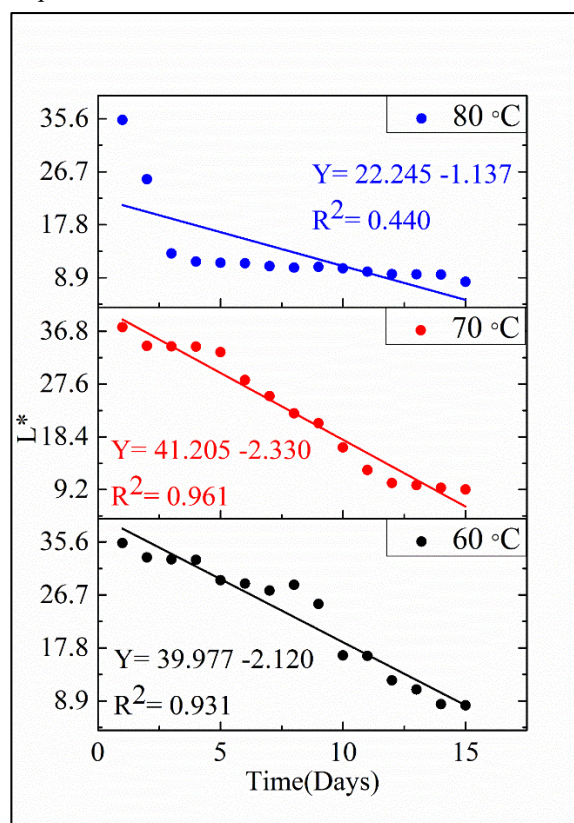 80 °C
35.6
26.7
17.8
8.9
Y= 22.245 -1.137
R²= 0.440
70 °C
36.8
27.6
18.4
9.2
Y= 41.205 -2.330
R²= 0.961
L*
60 °C
35.6
26.7
17.8
8.9
Y= 39.977 -2.120
R²= 0.931
0 5 10 15
Time(Days)